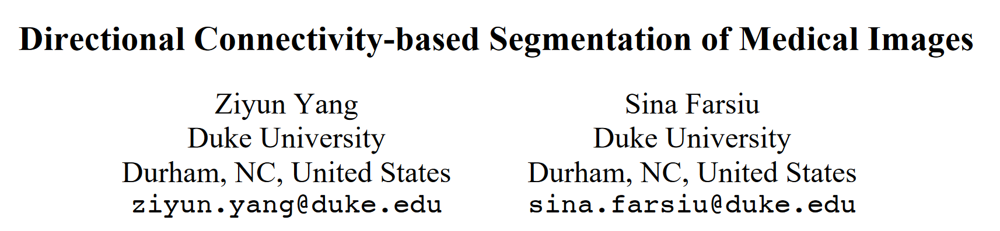 Directional Connectivity-based Segmentation of Medical Images
Ziyun Yang
Duke University
Durham, NC, United States
ziyun.yang@duke.edu
Sina Farsiu
Duke University
Durham, NC, United States
sina.farsiu@duke.edu